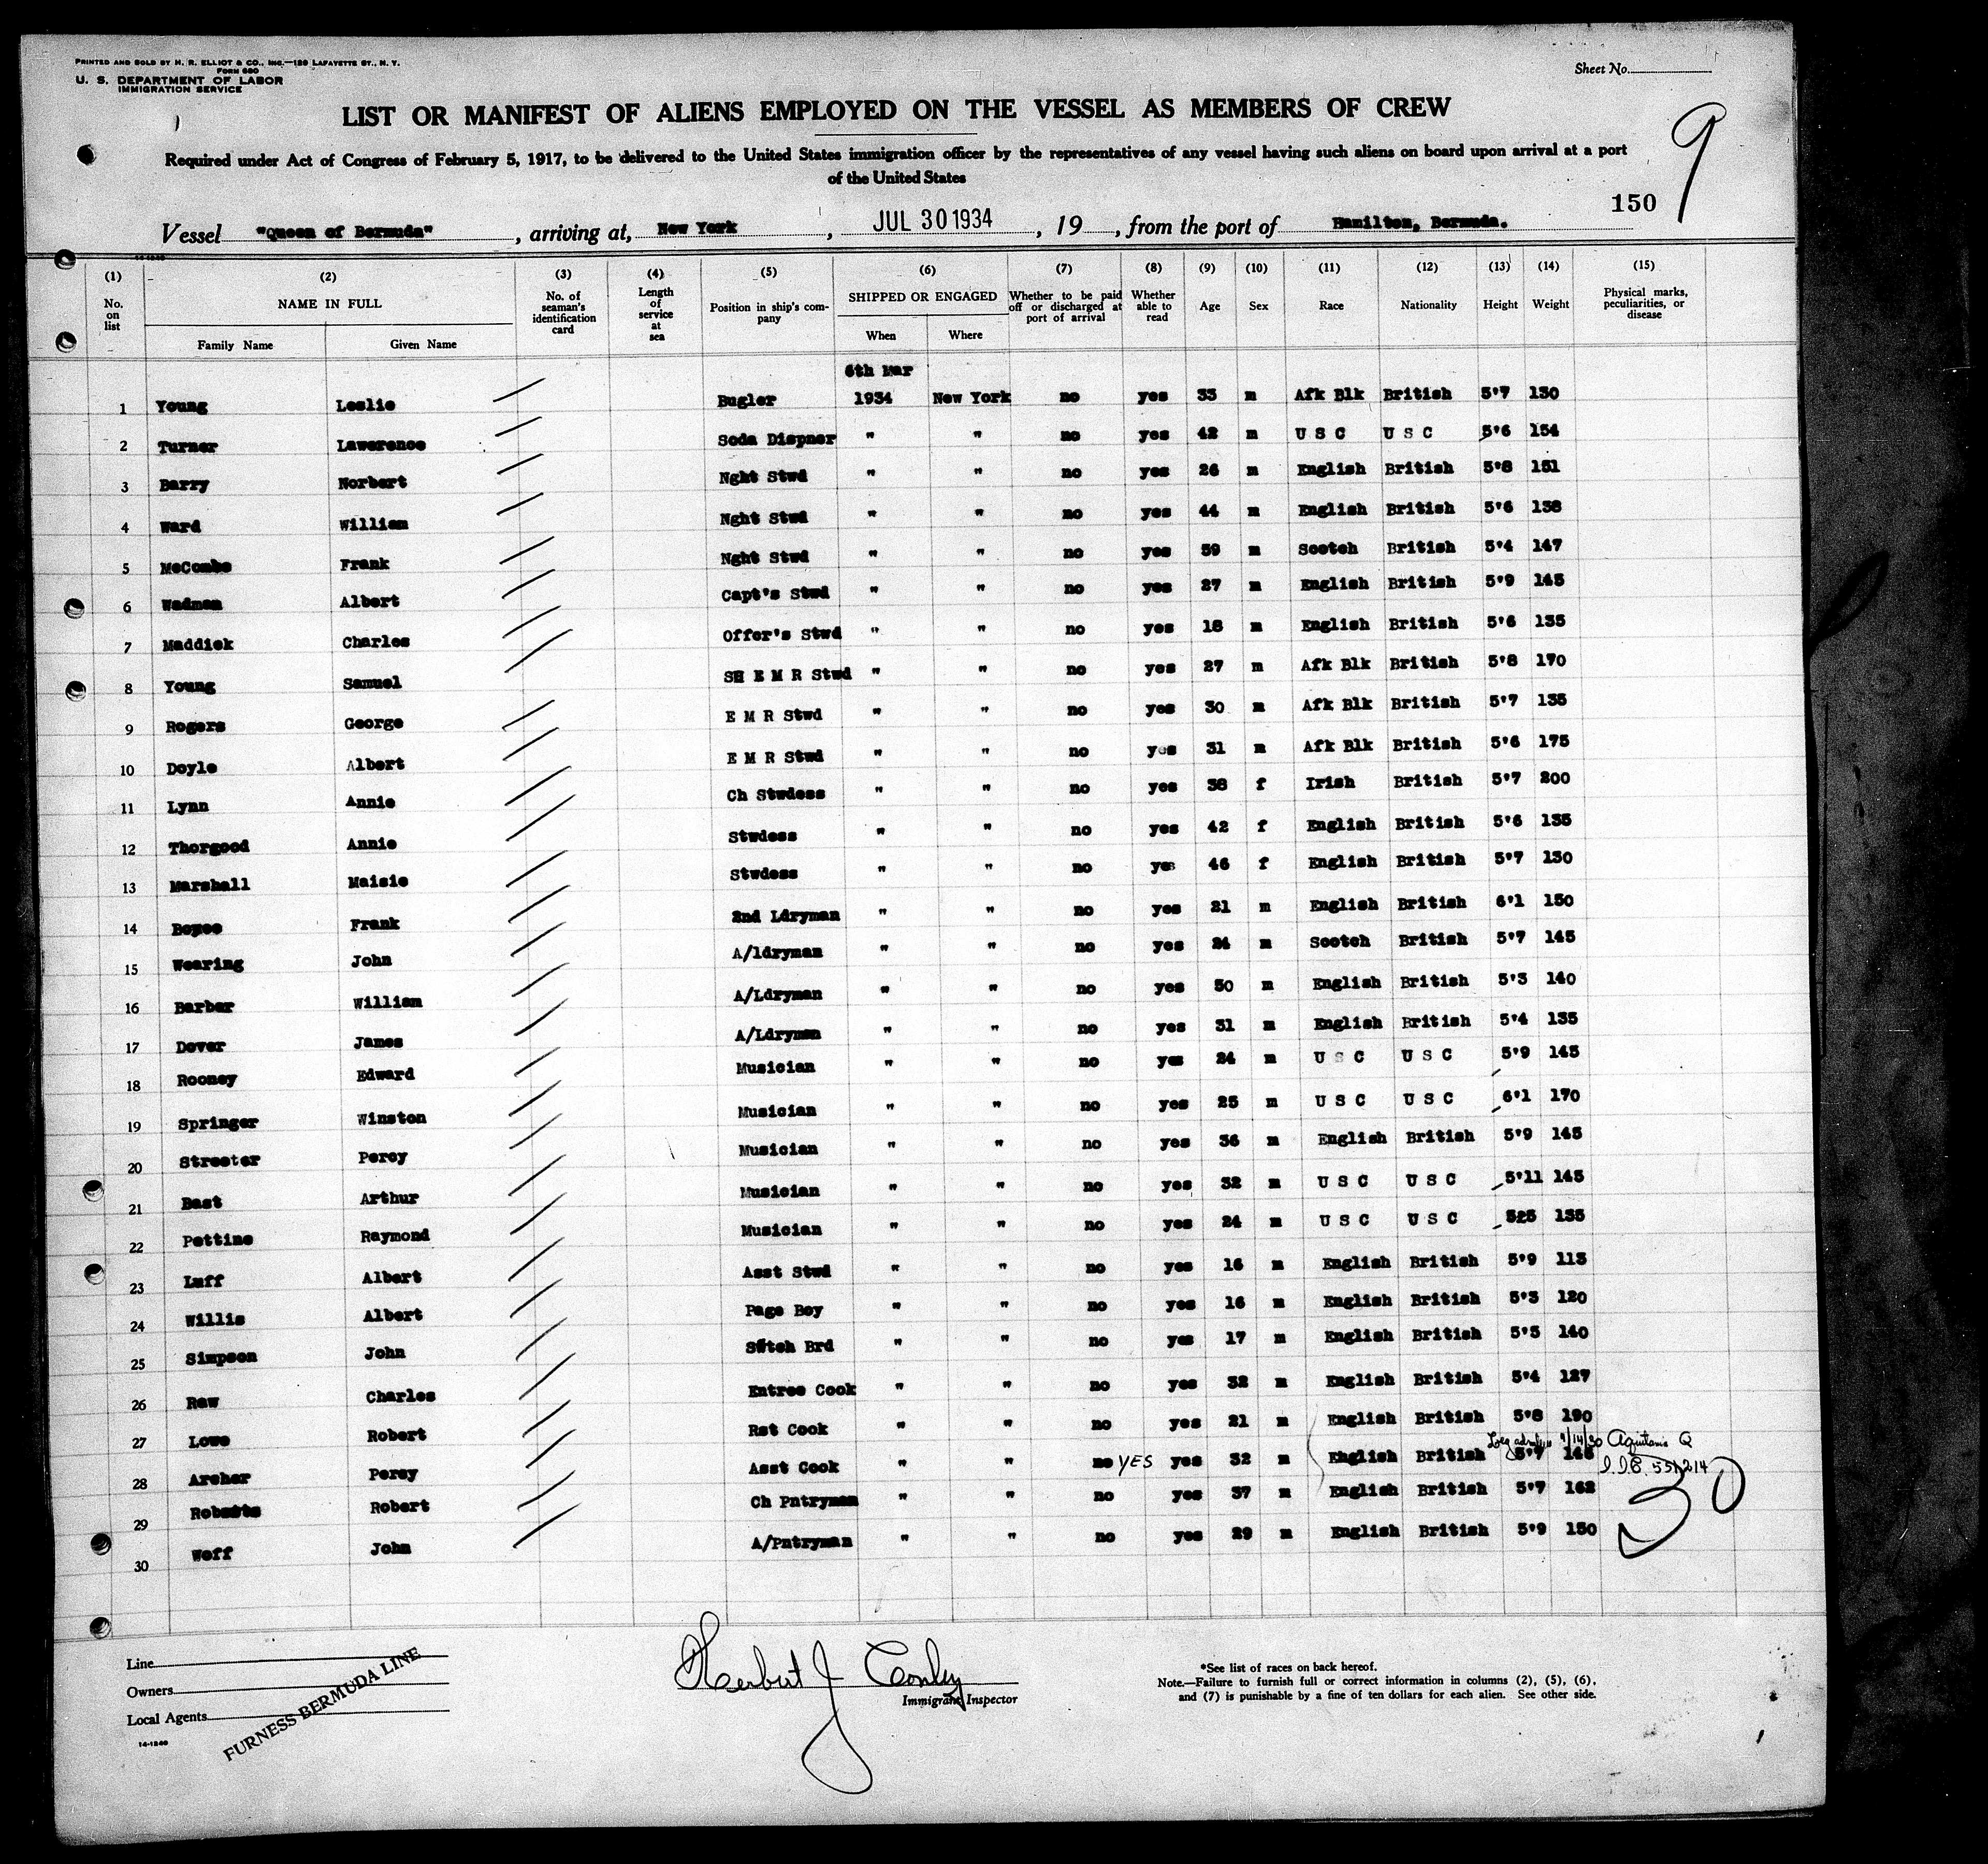 PRINTED AND SOLD BY H. R. ELLIOT & CO., INC.—129 LAFAYETTE ST., N. Y.
FORM 680
U. S. DEPARTMENT OF LABOR
IMMIGRATION SERVICE
Sheet No.
LIST OR MANIFEST OF ALIENS EMPLOYED ON THE VESSEL AS MEMBERS OF CREW
9
Required under Act of Congress of February 5, 1917, to be delivered to the United States immigration officer by the representatives of any vessel having such aliens on board upon arrival at a port
of the United States
150
Vessel "Queen of Bermuda", arriving at, New York, JUL 30 1934, 19 , from the port of Hamilton, Bermuda.
14-1240
(1) (2) (3) (4) (5) (6) (7) (8) (9) (10) (11) (12) (13) (14) (15)
No. on list NAME IN FULL Family Name Given Name No. of seaman's identification card Length of service at sea Position in ship's company SHIPPED OR ENGAGED When Where Whether to be paid off or discharged at port of arrival Whether able to read Age Sex Race Nationality Height Weight Physical marks, peculiarities, or disease
6th Mar
1 Young Leslie Bugler 1934 New York no yes 33 m Afk Blk British 5'7 130
2 Turner Lawerence Soda Dispner " " no yes 42 m U S C U S C 5'6 154
3 Barry Norbert Nght Stwd " " no yes 26 m English British 5'8 151
4 Ward William Nght Stwd " " no yes 44 m English British 5'6 138
5 McCombs Frank Nght Stwd " " no yes 59 m Scotch British 5'4 147
6 Wadman Albert Capt's Stwd " " no yes 27 m English British 5'9 145
7 Maddick Charles Offcr's Stwd " " no yes 18 m English British 5'6 135
8 Young Samuel SH E M R Stwd " " no yes 27 m Afk Blk British 5'8 170
9 Rogers George E M R Stwd " " no yes 30 m Afk Blk British 5'7 135
10 Doyle Albert E M R Stwd " " no yes 31 m Afk Blk British 5'6 175
11 Lynn Annie Ch Stwdess " " no yes 38 f Irish British 5'7 200
12 Thorgood Annie Stwdess " " no yes 42 f English British 5'6 135
13 Marshall Maisie Stwdess " " no yes 46 f English British 5'7 130
14 Boyce Frank 2nd Ldryman " " no yes 21 m English British 6'1 150
15 Wearing John A/ldryman " " no yes 24 m Scotch British 5'7 145
16 Barber William A/Ldryman " " no yes 50 m English British 5'3 140
17 Dover James A/Ldryman " " no yes 31 m English British 5'4 135
18 Rooney Edward Musician " " no yes 24 m U S C U S C 5'9 145
19 Springer Winston Musician " " no yes 25 m U S C U S C 6'1 170
20 Streeter Percy Musician " " no yes 36 m English British 5'9 145
21 Bast Arthur Musician " " no yes 32 m U S C U S C 5'11 145
22 Pettine Raymond Musician " " no yes 24 m U S C U S C 525 135
23 Luff Albert Asst Stwd " " no yes 16 m English British 5'9 113
24 Willis Albert Page Boy " " no yes 16 m English British 5'3 120
25 Simpson John Swtch Brd " " no yes 17 m English British 5'5 140
26 Raw Charles Entree Cook " " no yes 32 m English British 5'4 127
27 Lowe Robert Rst Cook " " no yes 21 m English British 5'8 190
28 Archer Percy Asst Cook " " no YES yes 32 m English British 5'7 145 Aquitania Q
I.I.C. 551214
29 Roberts Robert Ch Pntryman " " no yes 37 m English British 5'7 162
30 Woff John A/Pntryman " " no yes 29 m English British 5'9 150
30
Line
Owners
Local Agents
FURNESS BERMUDA LINE
14-1240
Herbert J Conley
Immigrant Inspector
*See list of races on back hereof.
Note.—Failure to furnish full or correct information in columns (2), (5), (6),
and (7) is punishable by a fine of ten dollars for each alien. See other side.